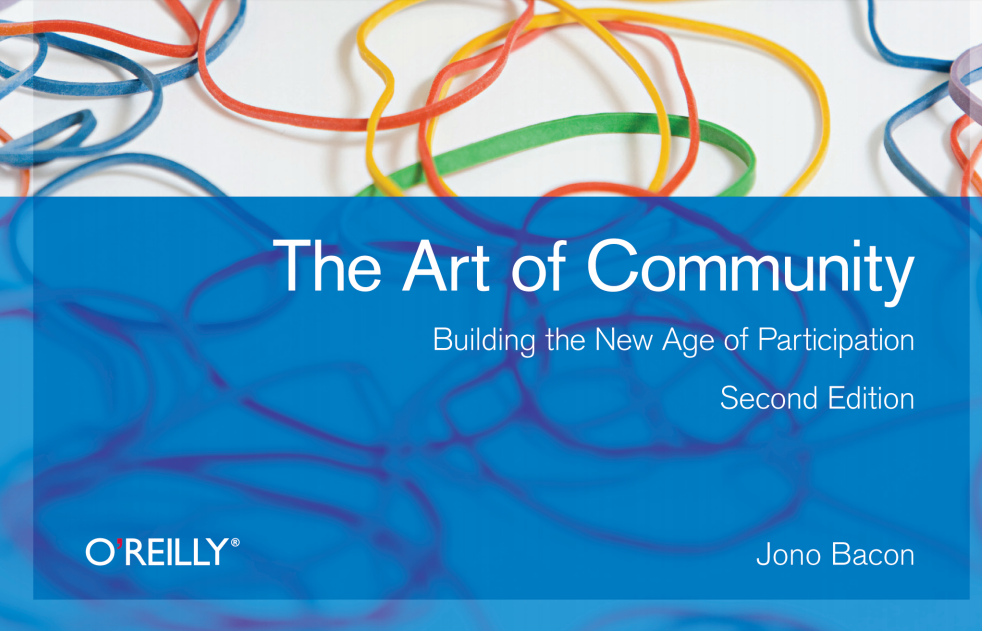 The Art of Community
Building the New Age of Participation
Second Edition
O'REILLY®
Jono Bacon